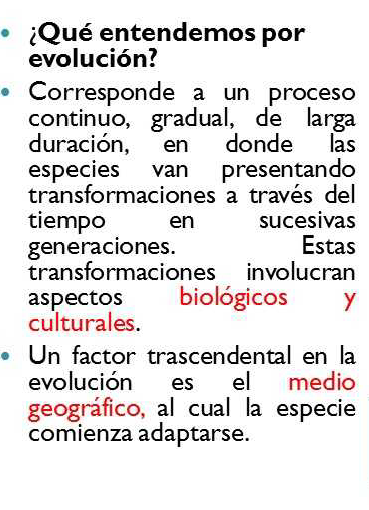 • ¿Qué entendemos por
evolución?
• Corresponde a un proceso
continuo, gradual, de larga
duración, en donde las
especies van presentando
transformaciones a través del
tiempo en sucesivas
generaciones. Estas
transformaciones involucran
aspectos biológicos y
culturales.
• Un factor trascendental en la
evolución es el medio
geográfico, al cual la especie
comienza adaptarse.